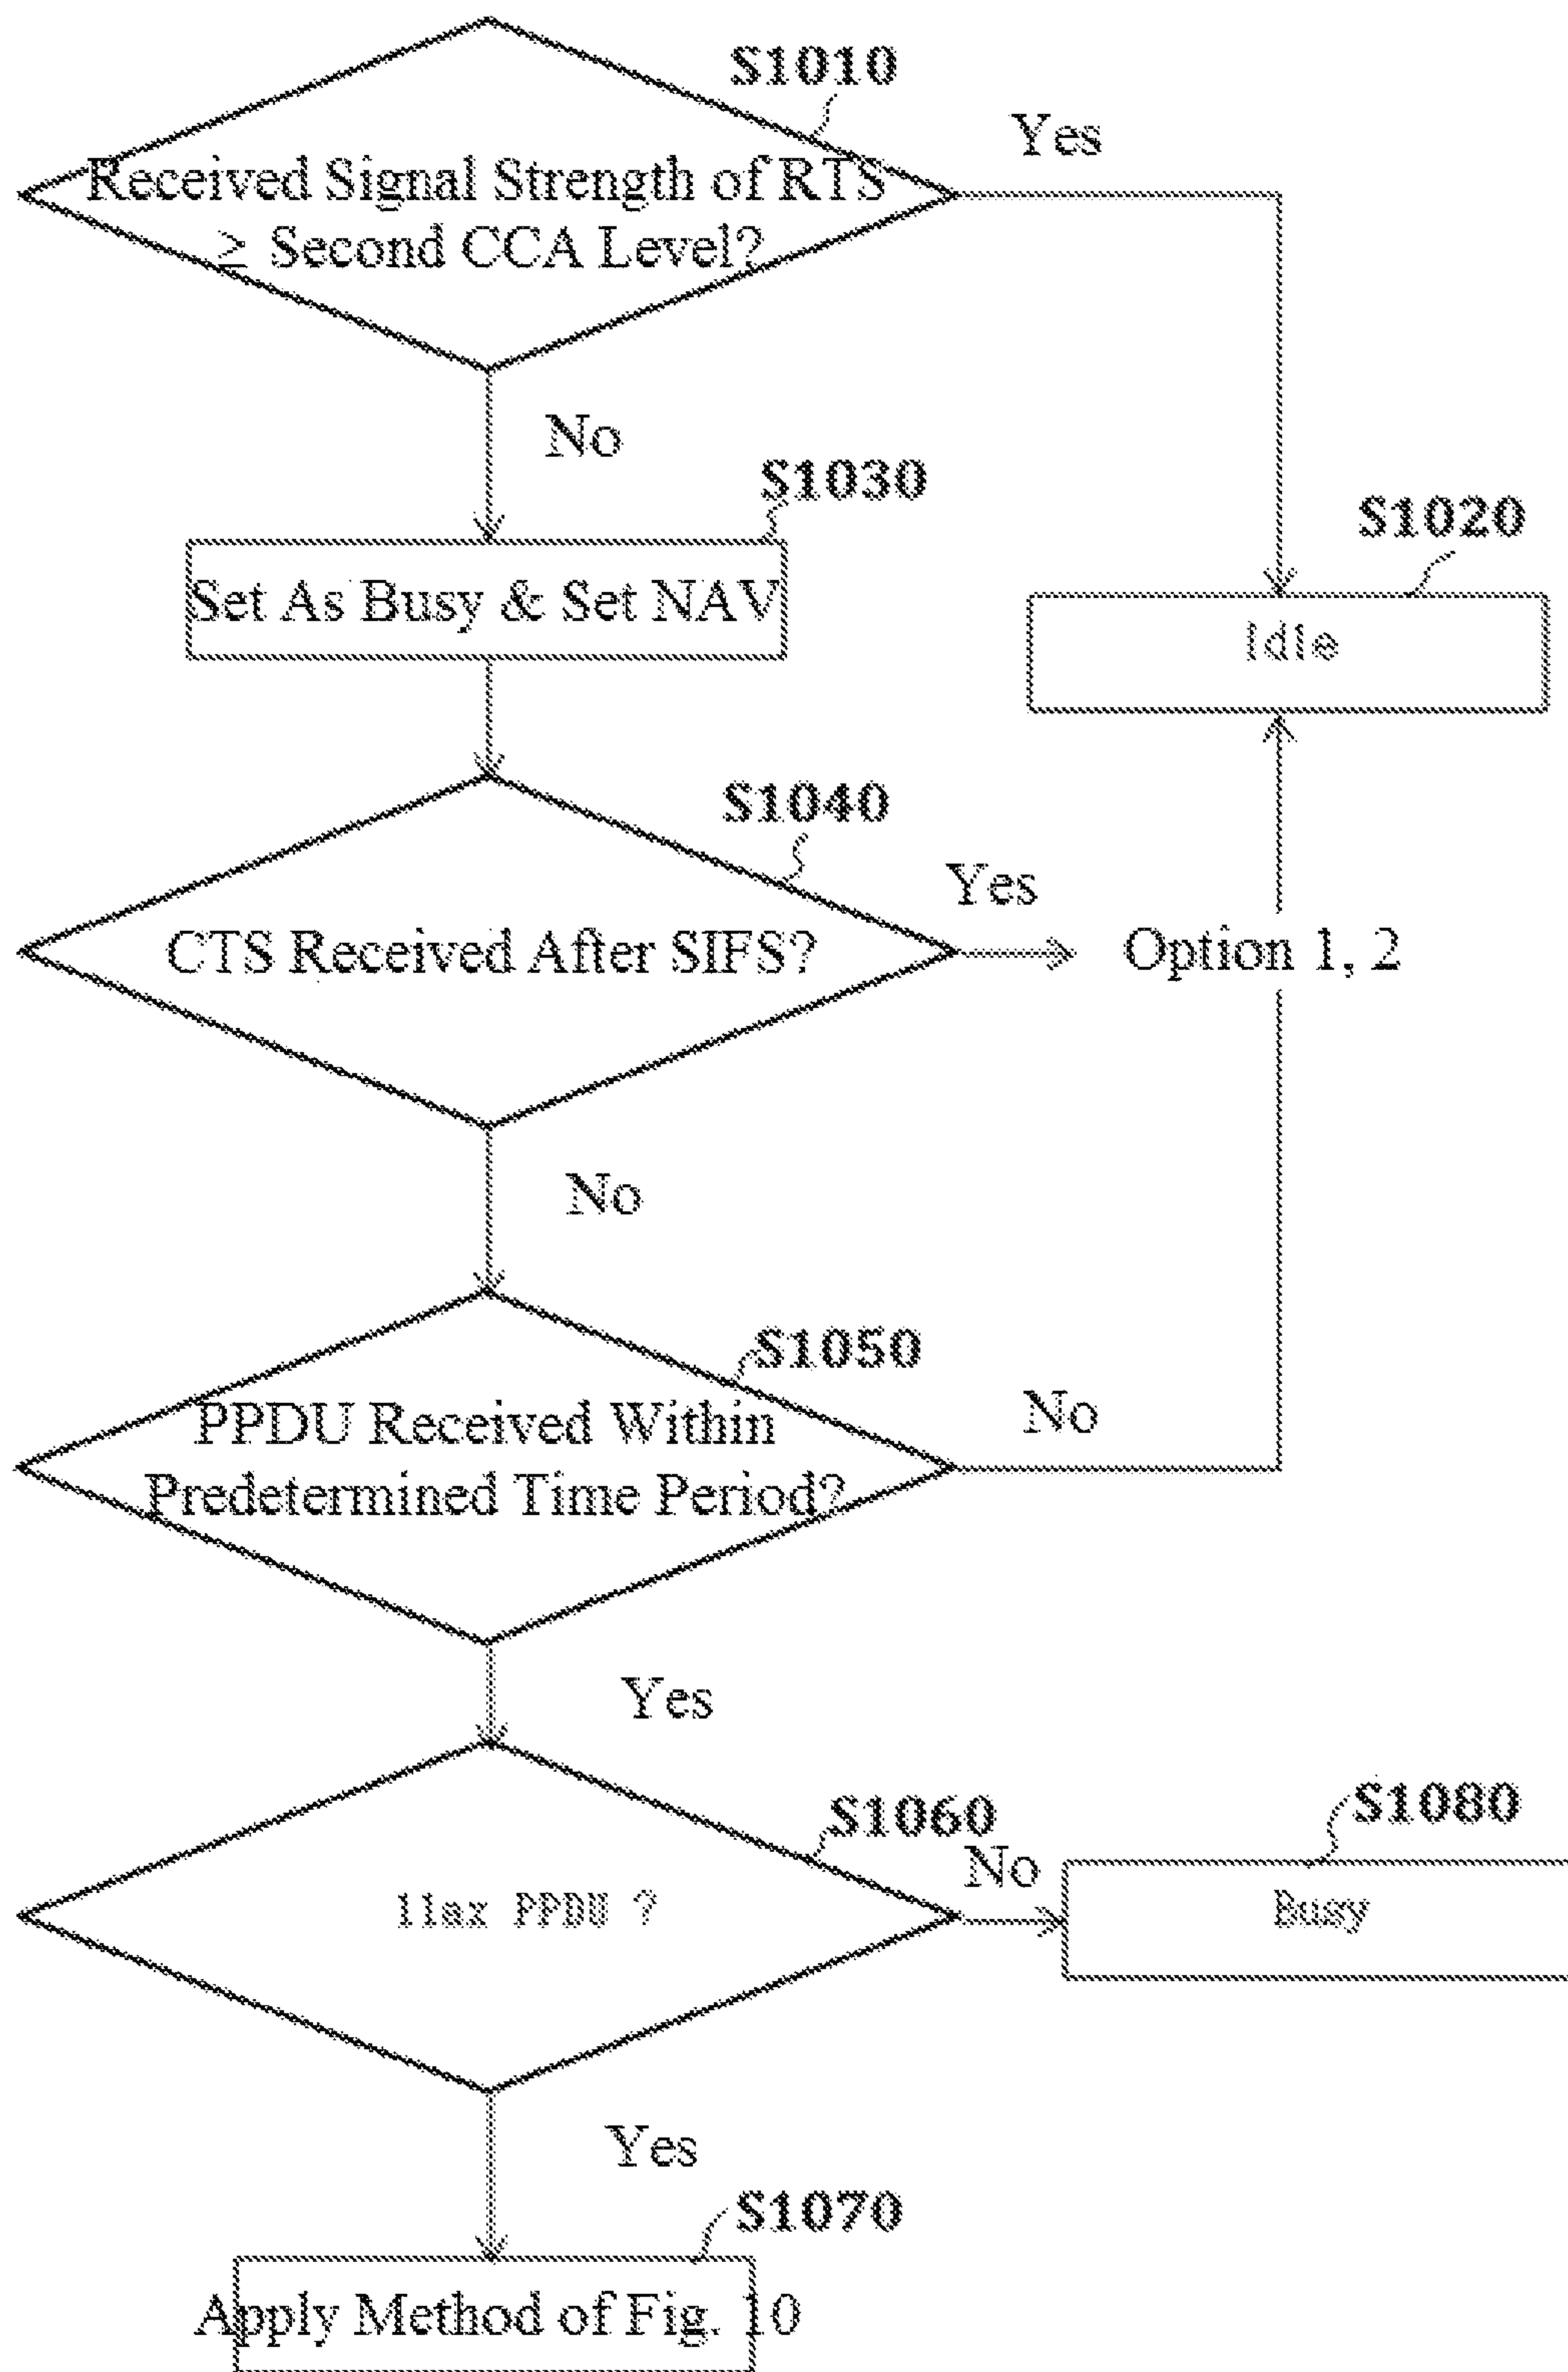 S1010
Yes
Received Signal Strength of RTS
≥ Second CCA Level?
No
S1030
S1020
Set As Busy & Set NAV
Idle
S1040
Yes
CTS Received After SIFS?
Option 1, 2
No
S1050
No
PPDU Received Within
Predetermined Time Period?
Yes
S1060
S1080
No
11ax PPDU ?
Busy
Yes
S1070
Apply Method of Fig. 10